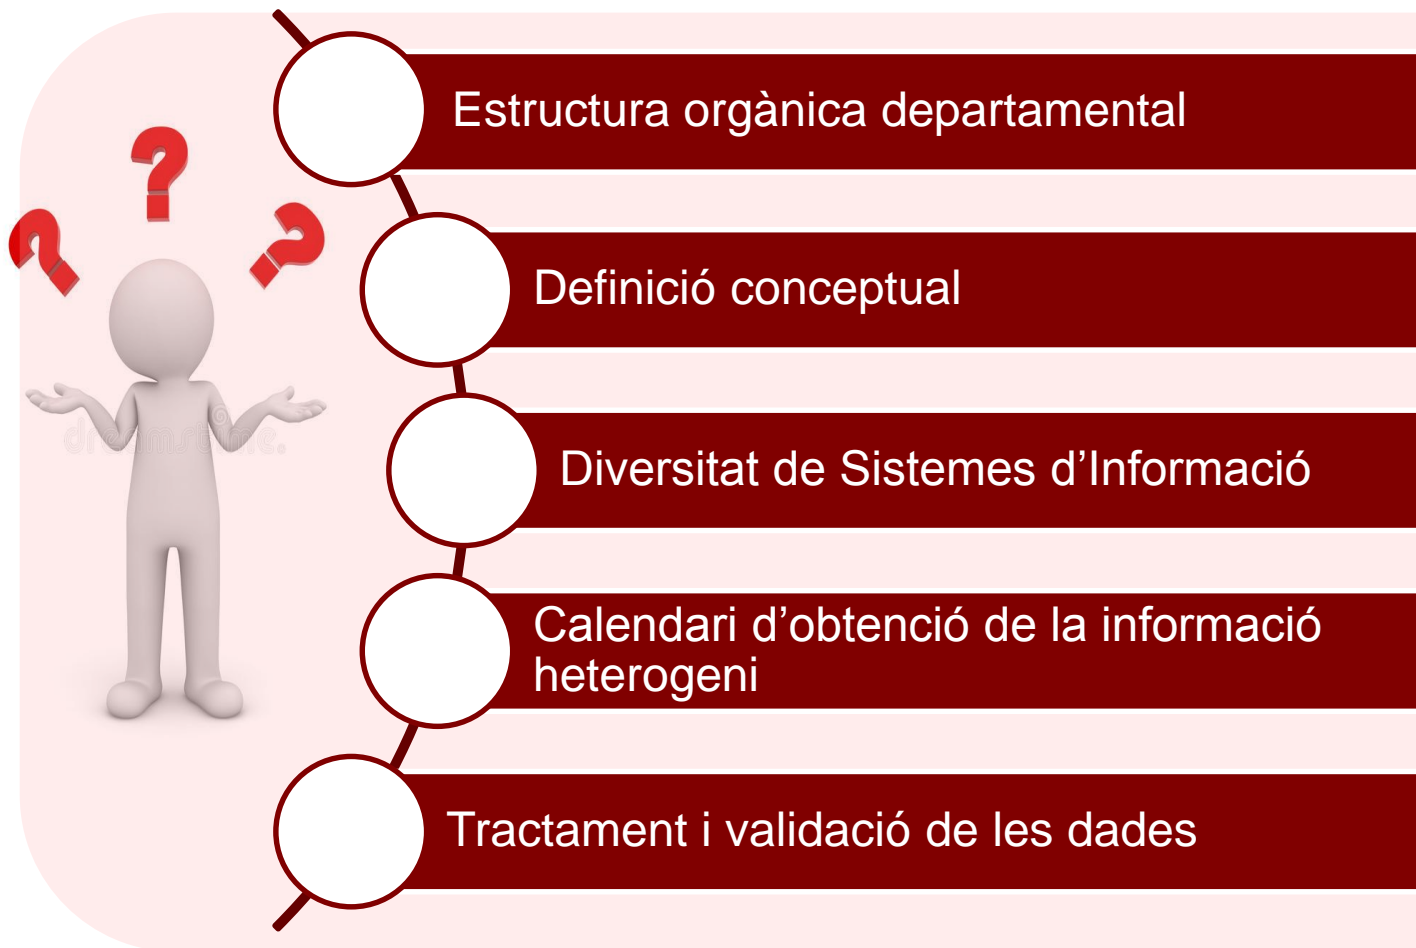 Estructura orgànica departamental
Definició conceptual
Diversitat de Sistemes d’Informació
Calendari d’obtenció de la informació
heterogeni
Tractament i validació de les dades
? ? ?
dreamstime.